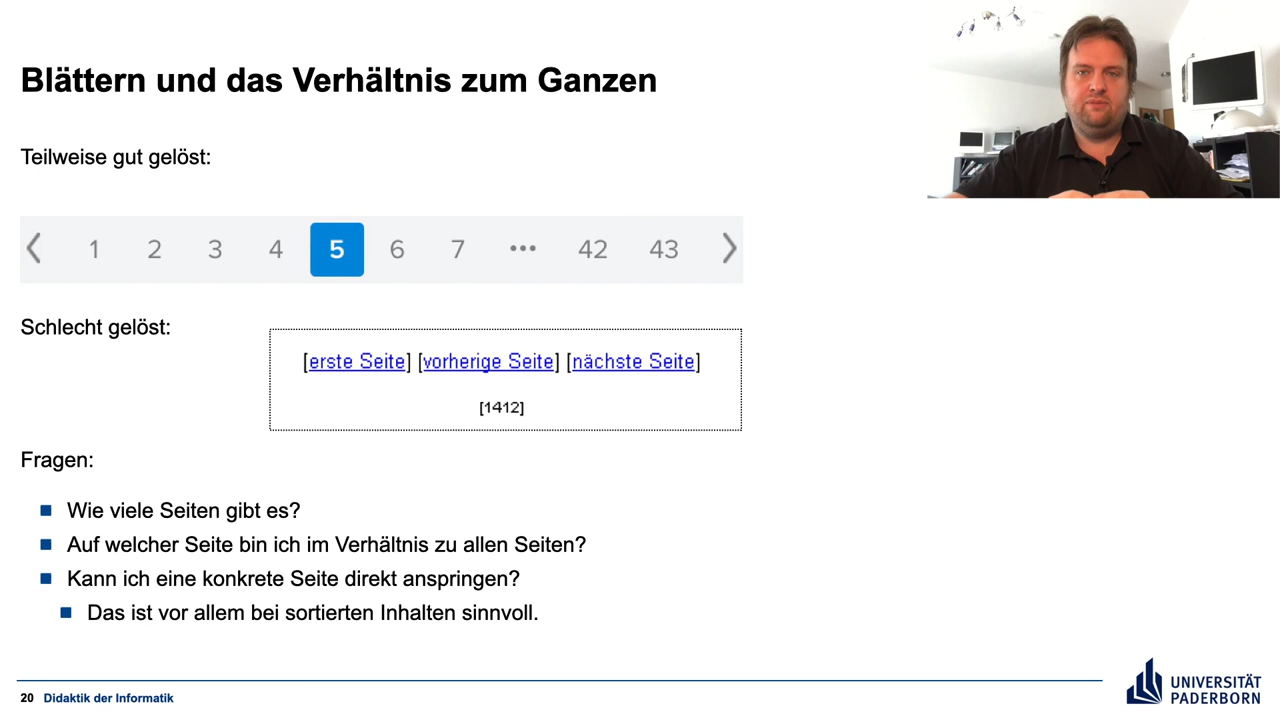 Blättern und das Verhältnis zum Ganzen
Teilweise gut gelöst:
1 2 3 4 5 6 7 ••• 42 43
Schlecht gelöst:
[erste Seite] [vorherige Seite] [nächste Seite]
[1412]
Fragen:
Wie viele Seiten gibt es?
Auf welcher Seite bin ich im Verhältnis zu allen Seiten?
Kann ich eine konkrete Seite direkt anspringen?
Das ist vor allem bei sortierten Inhalten sinnvoll.
20 Didaktik der Informatik
UNIVERSITÄT
PADERBORN